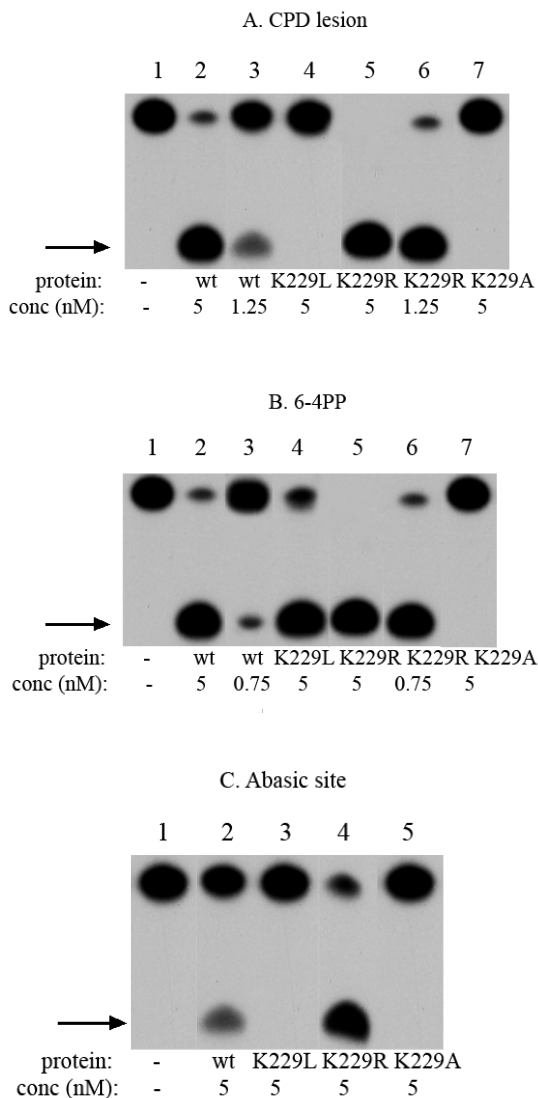 A. CPD lesion
1 2 3 4 5 6 7
protein: - wt wt K229L K229R K229R K229A
conc (nM): - 5 1.25 5 5 1.25 5
B. 6-4PP
1 2 3 4 5 6 7
protein: - wt wt K229L K229R K229R K229A
conc (nM): - 5 0.75 5 5 0.75 5
C. Abasic site
1 2 3 4 5
protein: - wt K229L K229R K229A
conc (nM): - 5 5 5 5